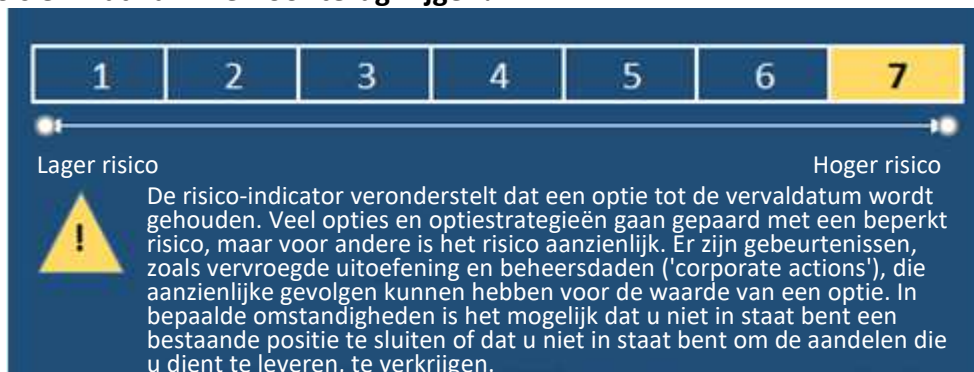 1 2 3 4 5 6 7
Lager risico Hoger risico
!
De risico-indicator veronderstelt dat een optie tot de vervaldatum wordt
gehouden. Veel opties en optiestrategieën gaan gepaard met een beperkt
risico, maar voor andere is het risico aanzienlijk. Er zijn gebeurtenissen,
zoals vervroegde uitoefening en beheersdaden ('corporate actions'), die
aanzienlijke gevolgen kunnen hebben voor de waarde van een optie. In
bepaalde omstandigheden is het mogelijk dat u niet in staat bent een
bestaande positie te sluiten of dat u niet in staat bent om de aandelen die
u dient te leveren, te verkrijgen.